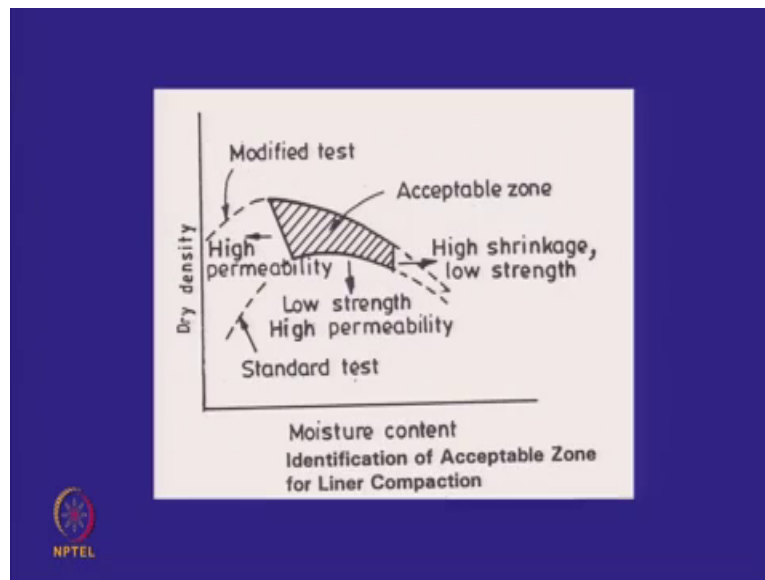 Modified test
Acceptable zone
Dry density
High
permeability
High shrinkage,
low strength
Low strength
High permeability
Standard test
Moisture content
Identification of Acceptable Zone
for Liner Compaction
NPTEL